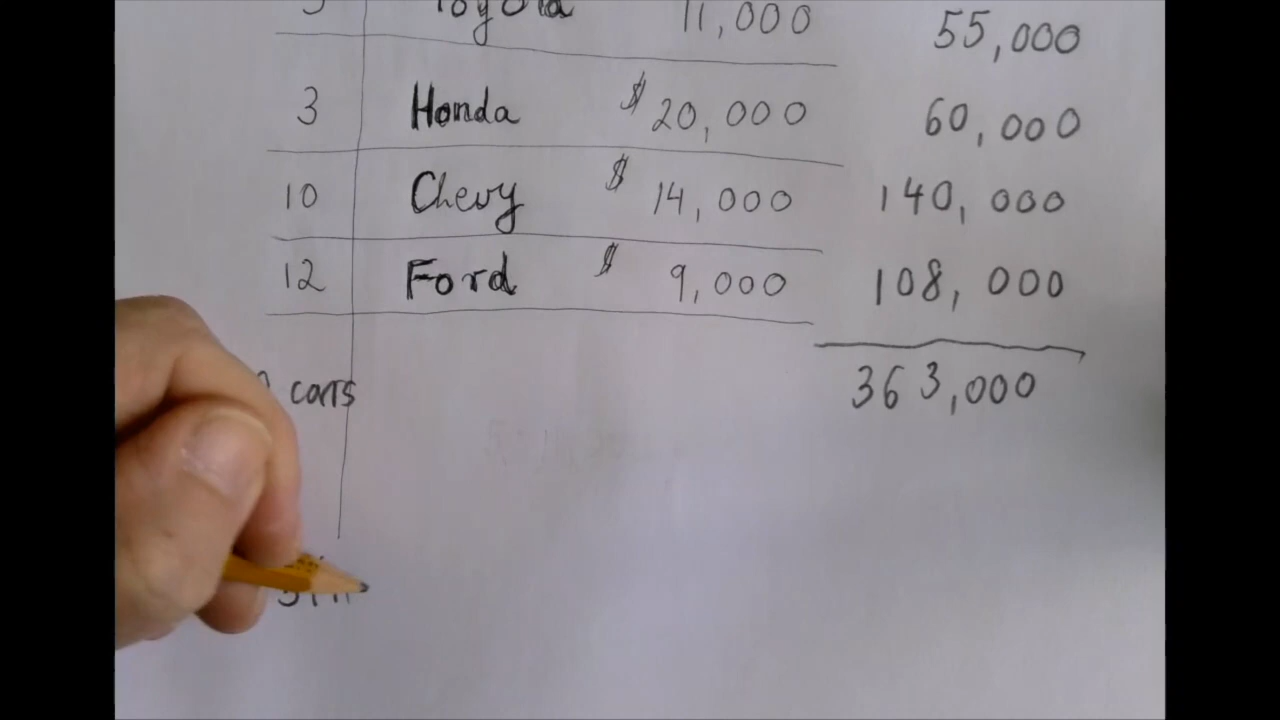 Toyota 11,000 55,000
3 Honda $ 20,000 60,000
10 Chevy $ 14,000 140,000
12 Ford $ 9,000 108,000
cars 363,000